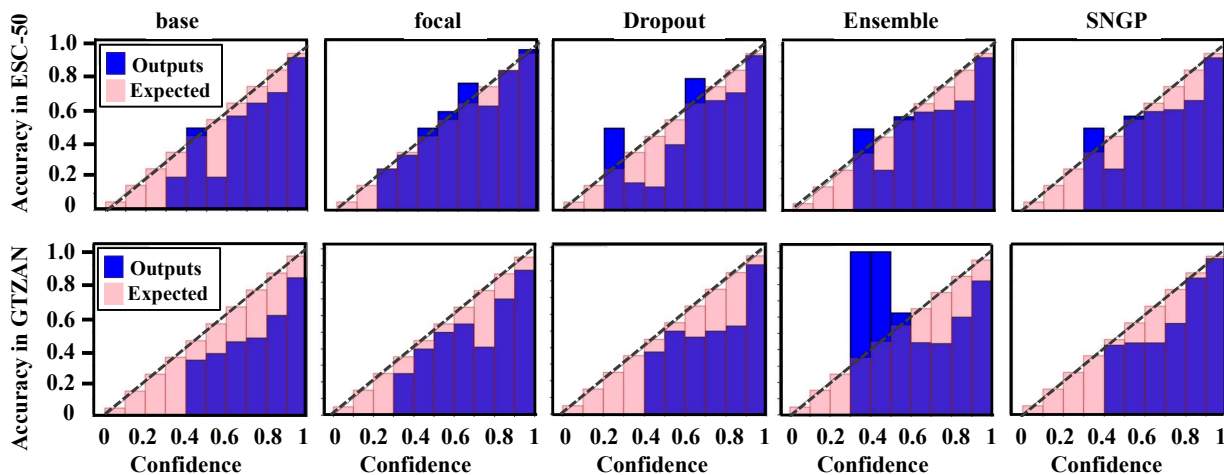 base focal Dropout Ensemble SNGP
Accuracy in ESC-50
1.0
0.8
0.6
0.4
0.2
0
Outputs
Expected
Accuracy in GTZAN
1.0
0.8
0.6
0.4
0.2
0
Outputs
Expected
0 0.2 0.4 0.6 0.8 1 0 0.2 0.4 0.6 0.8 1 0 0.2 0.4 0.6 0.8 1 0 0.2 0.4 0.6 0.8 1 0 0.2 0.4 0.6 0.8 1
Confidence Confidence Confidence Confidence Confidence